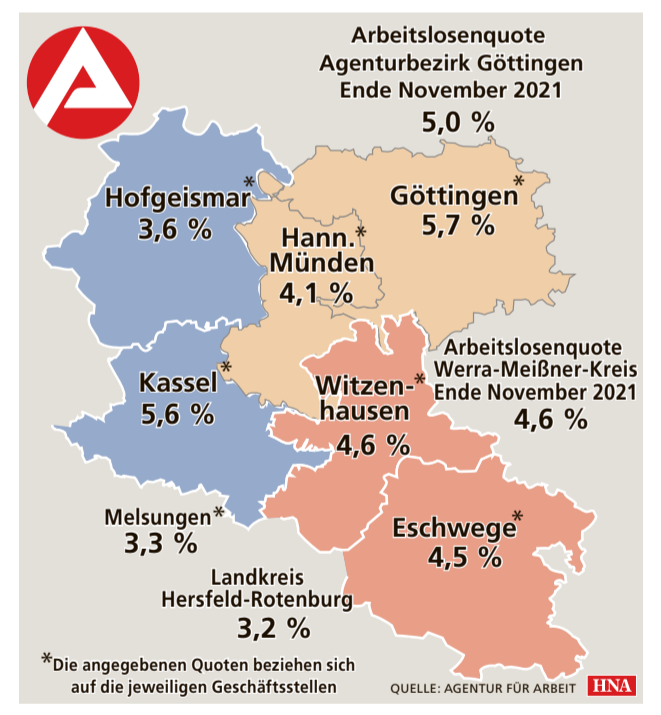 Arbeitslosenquote
Agenturbezirk Göttingen
Ende November 2021
5,0 %
Hofgeismar*
3,6 %
Göttingen*
5,7 %
Hann.*
Münden
4,1 %
Kassel*
5,6 %
Witzen-*
hausen
4,6 %
Arbeitslosenquote
Werra-Meißner-Kreis
Ende November 2021
4,6 %
Melsungen*
3,3 %
Eschwege*
4,5 %
Landkreis
Hersfeld-Rotenburg
3,2 %
*Die angegebenen Quoten beziehen sich
auf die jeweiligen Geschäftsstellen
QUELLE: AGENTUR FÜR ARBEIT
HNA